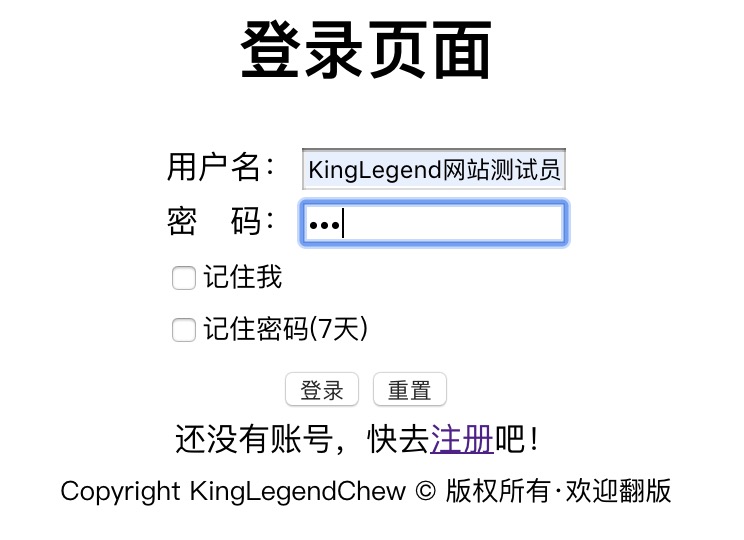 登录页面
用户名： KingLegend网站测试员
密 码： •••
记住我
记住密码(7天)
登录 重置
还没有账号，快去注册吧！
Copyright KingLegendChew © 版权所有·欢迎翻版